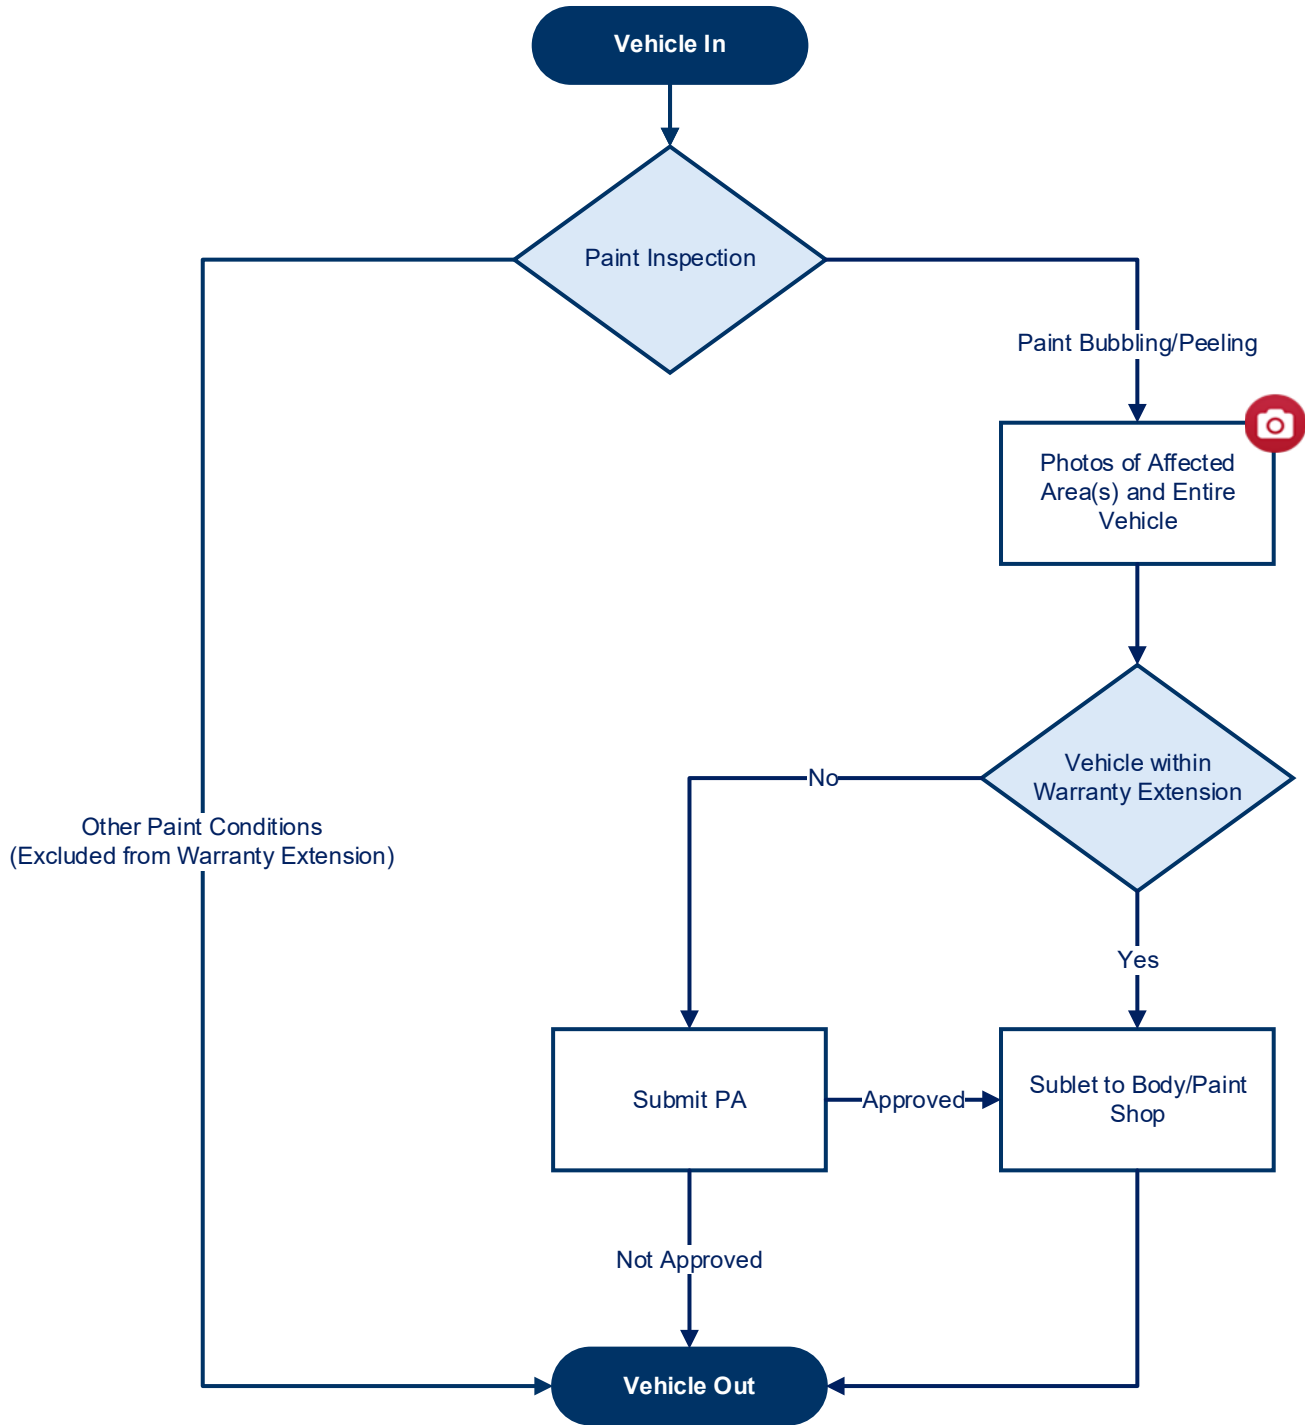 Vehicle In
Paint Inspection
Paint Bubbling/Peeling
Photos of Affected
Area(s) and Entire
Vehicle
Vehicle within
Warranty Extension
No
Other Paint Conditions
(Excluded from Warranty Extension)
Yes
Submit PA
Approved
Sublet to Body/Paint
Shop
Not Approved
Vehicle Out